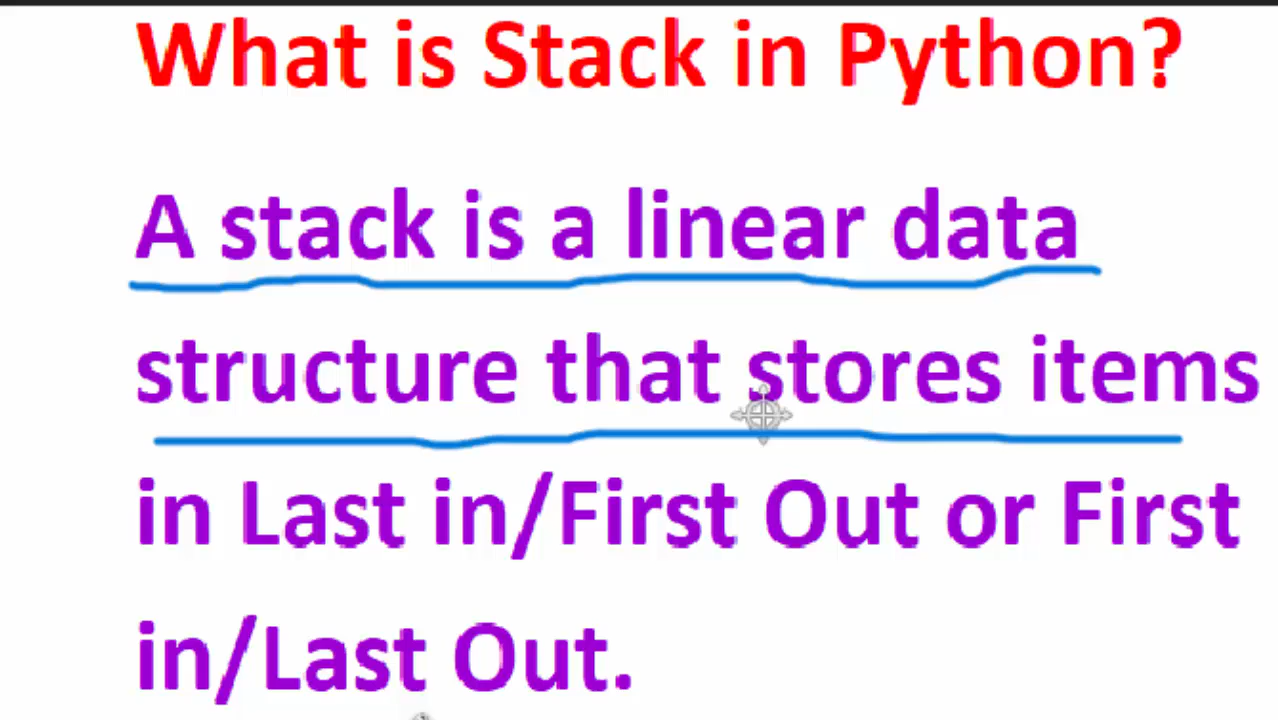 What is Stack in Python?
A stack is a linear data
structure that stores items
in Last in/First Out or First
in/Last Out.